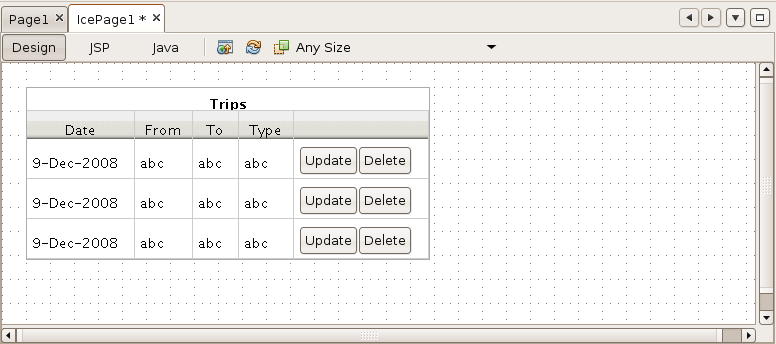 Page1 IcePage1 *
Design JSP Java Any Size
Trips
Date From To Type
9-Dec-2008 abc abc abc Update Delete
9-Dec-2008 abc abc abc Update Delete
9-Dec-2008 abc abc abc Update Delete